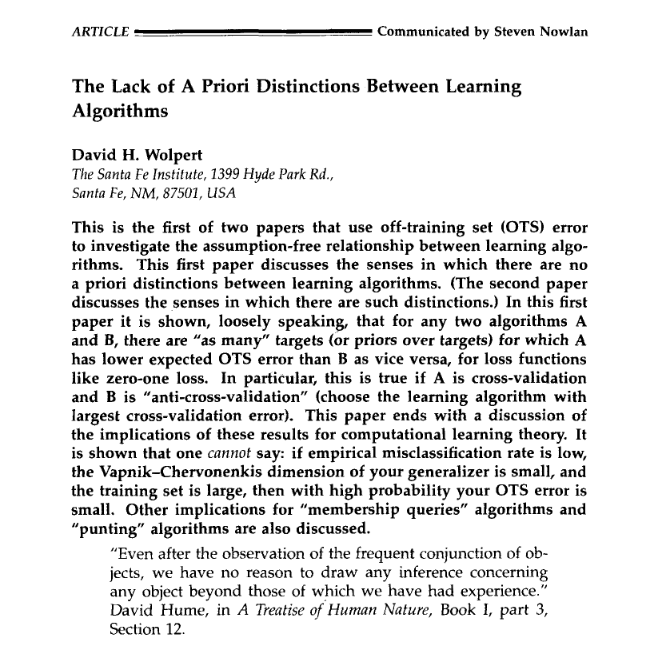 ARTICLE Communicated by Steven Nowlan
The Lack of A Priori Distinctions Between Learning
Algorithms
David H. Wolpert
The Santa Fe Institute, 1399 Hyde Park Rd.,
Santa Fe, NM, 87501, USA
This is the first of two papers that use off-training set (OTS) error
to investigate the assumption-free relationship between learning algo-
rithms. This first paper discusses the senses in which there are no
a priori distinctions between learning algorithms. (The second paper
discusses the senses in which there are such distinctions.) In this first
paper it is shown, loosely speaking, that for any two algorithms A
and B, there are "as many" targets (or priors over targets) for which A
has lower expected OTS error than B as vice versa, for loss functions
like zero-one loss. In particular, this is true if A is cross-validation
and B is "anti-cross-validation" (choose the learning algorithm with
largest cross-validation error). This paper ends with a discussion of
the implications of these results for computational learning theory. It
is shown that one cannot say: if empirical misclassification rate is low,
the Vapnik–Chervonenkis dimension of your generalizer is small, and
the training set is large, then with high probability your OTS error is
small. Other implications for "membership queries" algorithms and
"punting" algorithms are also discussed.
"Even after the observation of the frequent conjunction of ob-
jects, we have no reason to draw any inference concerning
any object beyond those of which we have had experience."
David Hume, in A Treatise of Human Nature, Book I, part 3,
Section 12.